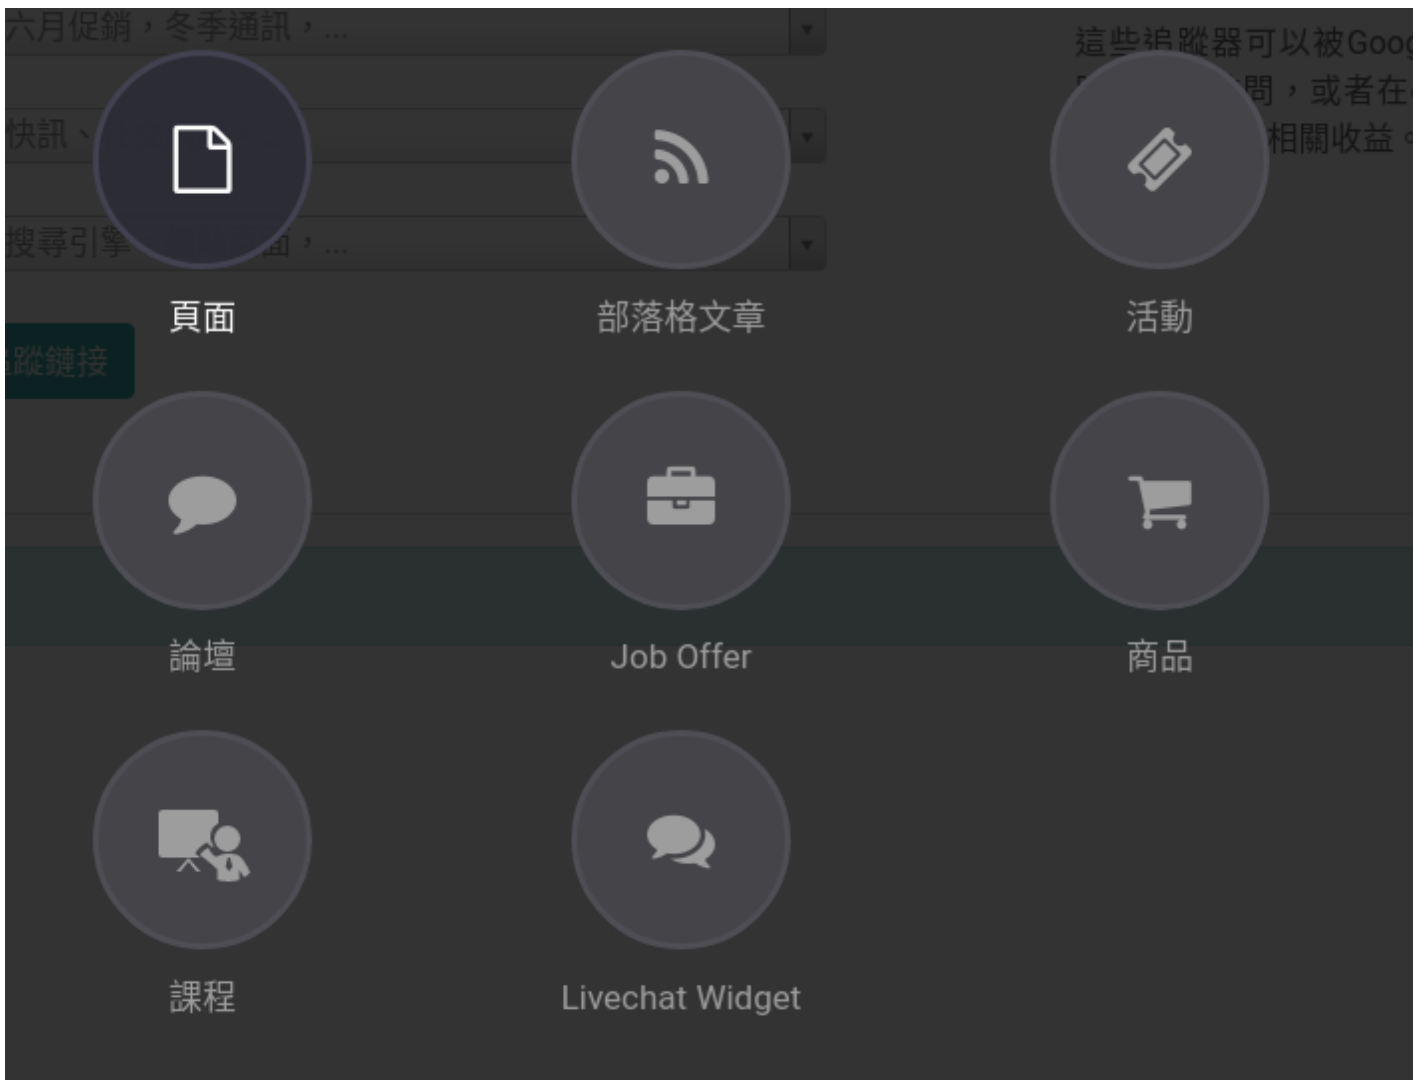 六月促銷，冬季通訊，...
這些追蹤器可以被Goog
問，或者在
快訊、
相關收益。
搜尋引擎
面，...
頁面
部落格文章
活動
蹤鏈接
論壇
Job Offer
商品
課程
Livechat Widget